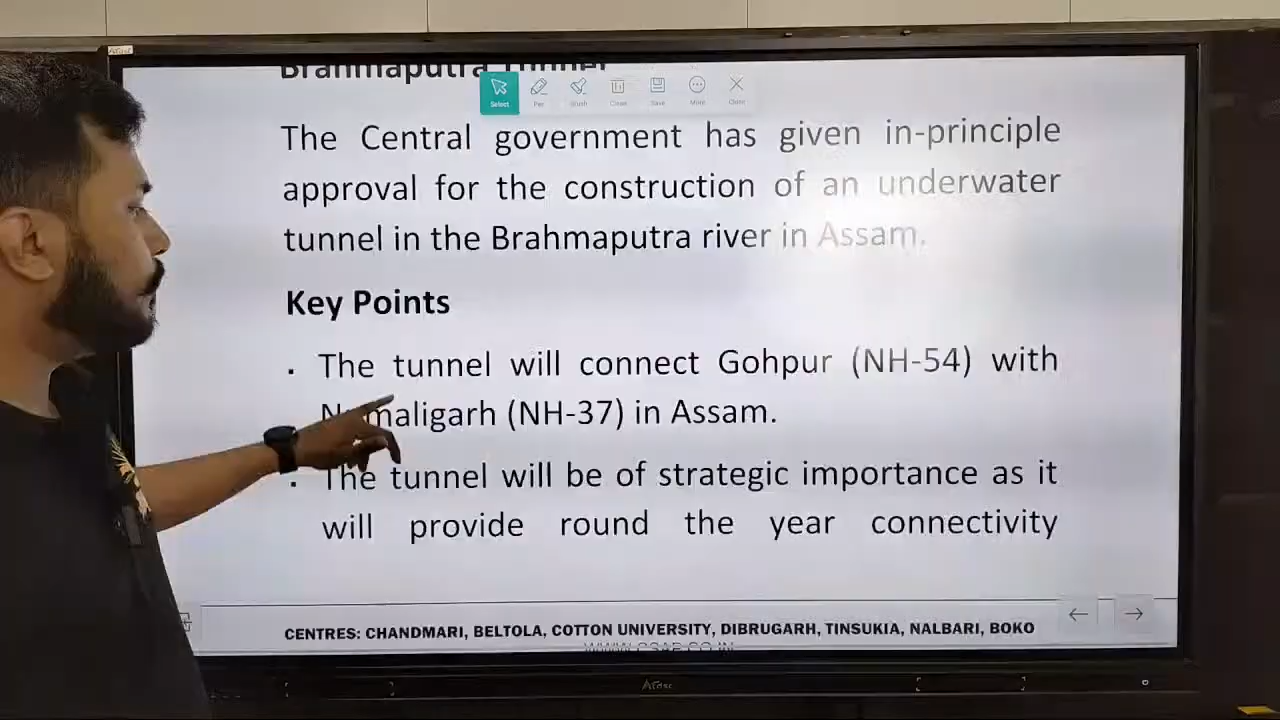 Brahmaputra Tunnel
Select Pen Brush Clean Save More Close
The Central government has given in-principle
approval for the construction of an underwater
tunnel in the Brahmaputra river in Assam.
Key Points
▪ The tunnel will connect Gohpur (NH-54) with
Numaligarh (NH-37) in Assam.
▪ The tunnel will be of strategic importance as it
will provide round the year connectivity
CENTRES: CHANDMARI, BELTOLA, COTTON UNIVERSITY, DIBRUGARH, TINSUKIA, NALBARI, BOKO